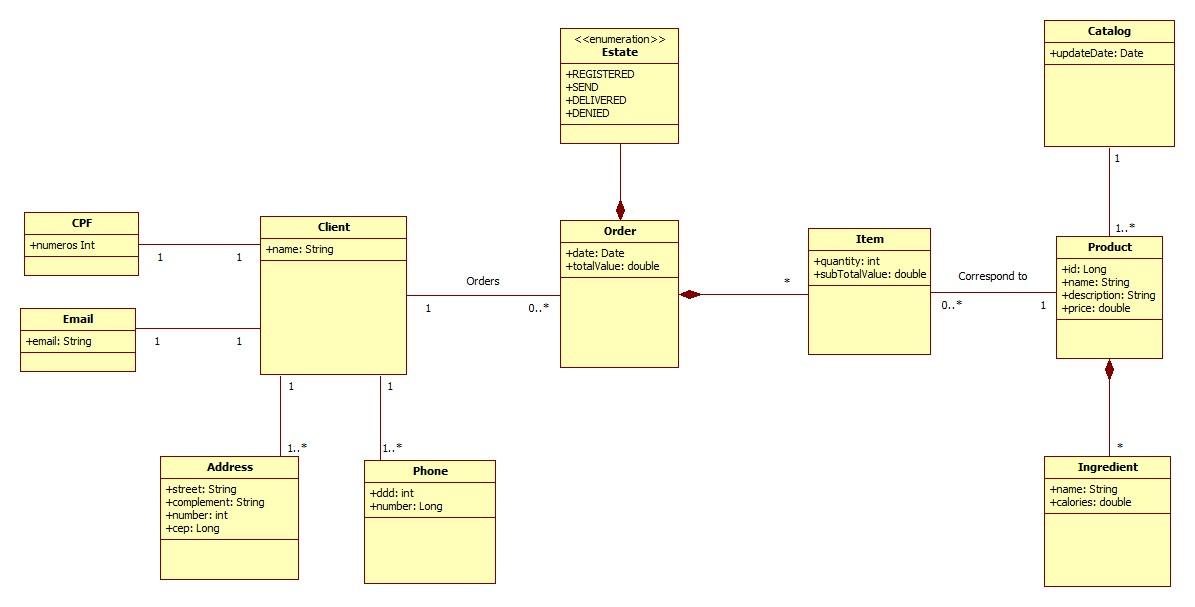 <<enumeration>>
Estate
+REGISTERED
+SEND
+DELIVERED
+DENIED
Catalog
+updateDate: Date
1
1..*
CPF
+numeros Int
1
1
Client
+name: String
Orders
1
0..*
Order
+date: Date
+totalValue: double
*
Item
+quantity: int
+subTotalValue: double
Correspond to
0..*
1
Product
+id: Long
+name: String
+description: String
+price: double
Email
+email: String
1
1
1
1..*
1
1..*
Address
+street: String
+complement: String
+number: int
+cep: Long
Phone
+ddd: int
+number: Long
*
Ingredient
+name: String
+calories: double